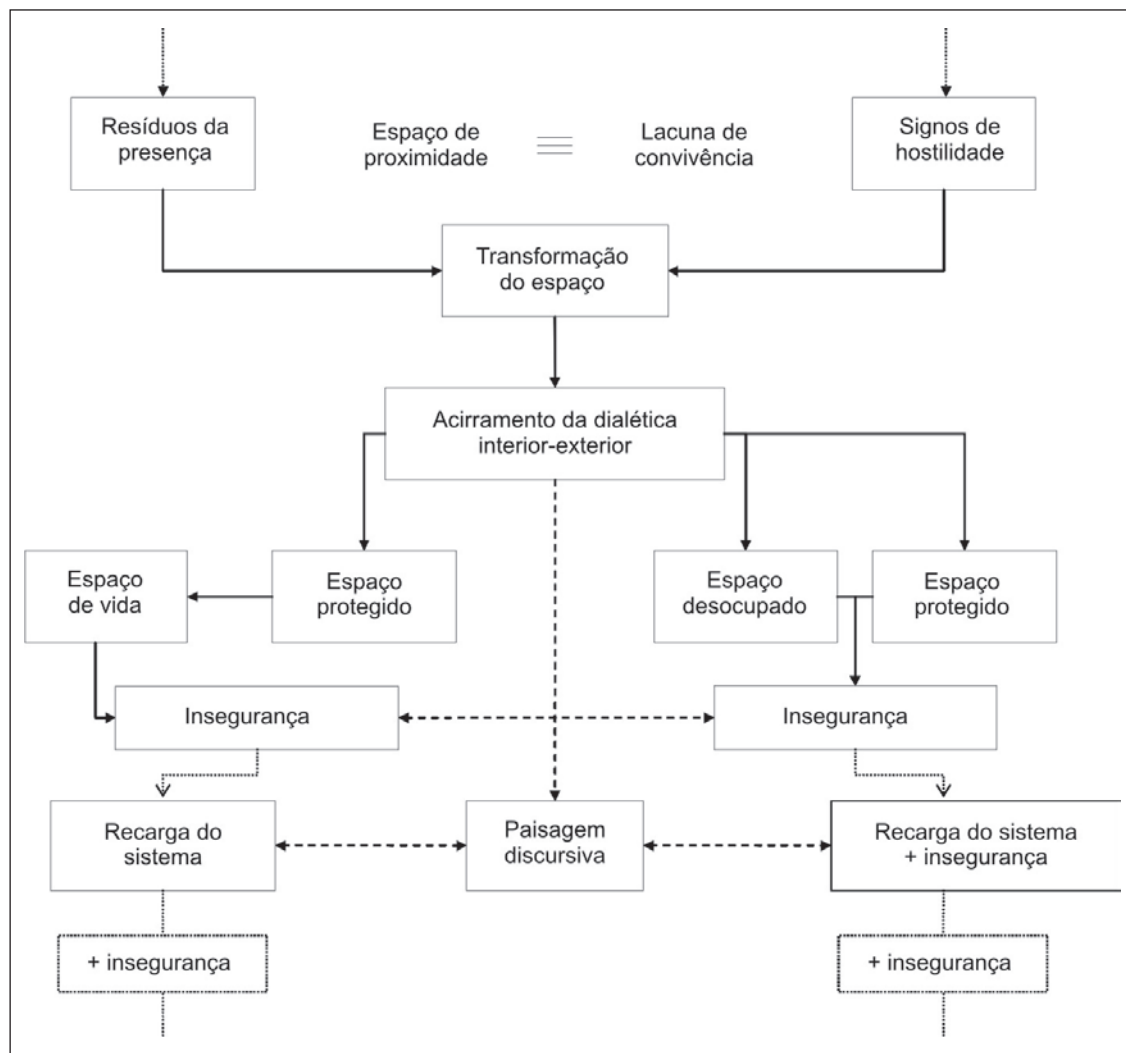 Resíduos da
presença
Espaço de
proximidade
Lacuna de
convivência
Signos de
hostilidade
Transformação
do espaço
Acirramento da dialética
interior-exterior
Espaço
de vida
Espaço
protegido
Espaço
desocupado
Espaço
protegido
Insegurança
Insegurança
Recarga do
sistema
Paisagem
discursiva
Recarga do sistema
+ insegurança
+ insegurança
+ insegurança